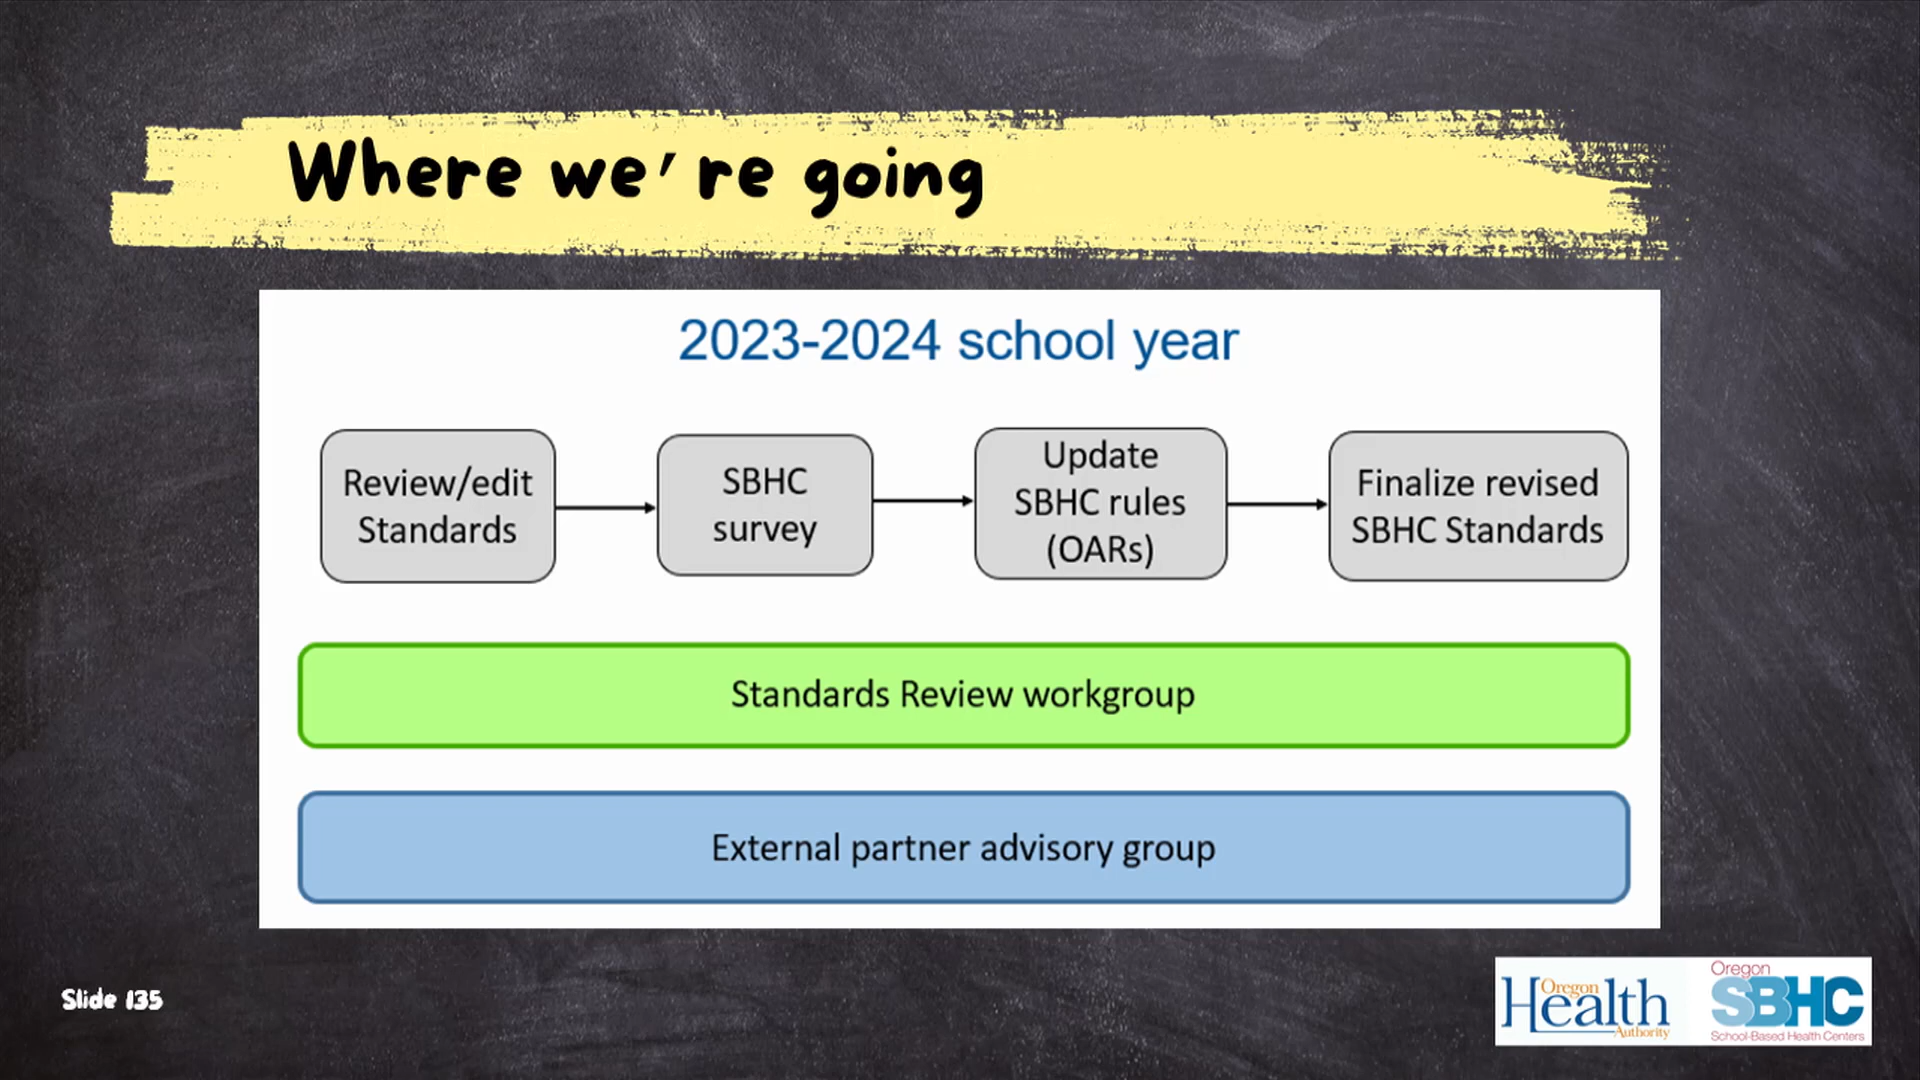 Where we're going
2023-2024 school year
Review/edit
Standards
SBHC
survey
Update
SBHC rules
(OARs)
Finalize revised
SBHC Standards
Standards Review workgroup
External partner advisory group
Slide 135
Oregon
Health
Authority
Oregon
SBHC
School-Based Health Centers